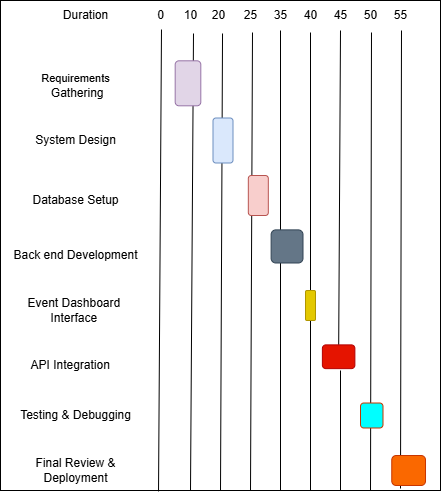 Duration 0 10 20 25 35 40 45 50 55
Requirements
Gathering
System Design
Database Setup
Back end Development
Event Dashboard
Interface
API Integration
Testing & Debugging
Final Review &
Deployment